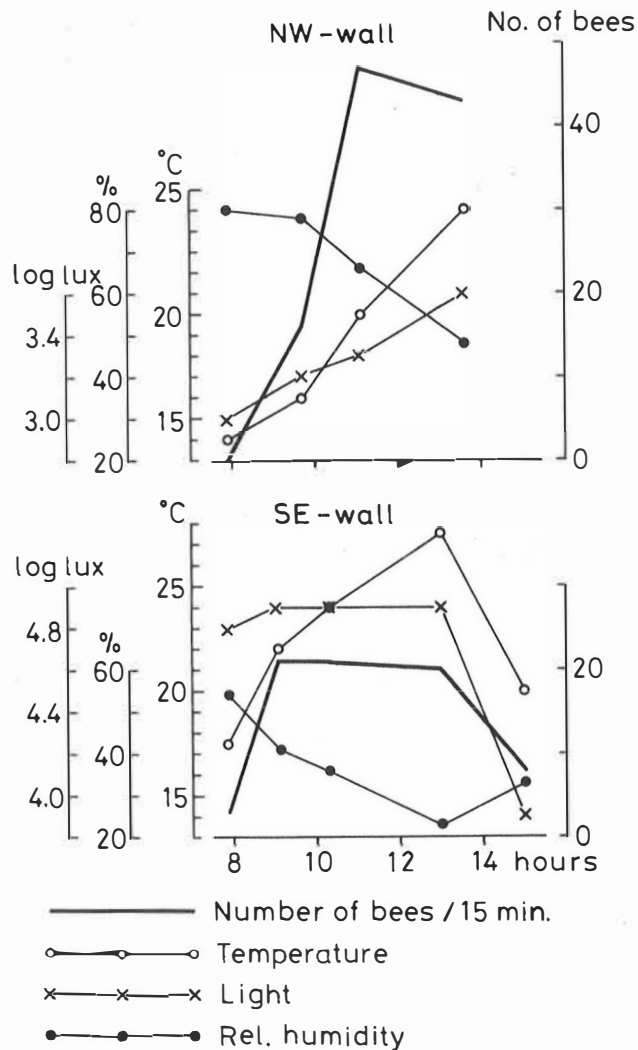 NW-wall
No. of bees
40
20
0
°C
25
20
15
%
80
60
40
20
log lux
3.4
3.0
SE-wall
°C
25
20
15
log lux
4.8
4.4
4.0
%
60
40
20
20
0
8 10 12 14 hours
Number of bees / 15 min.
Temperature
Light
Rel. humidity